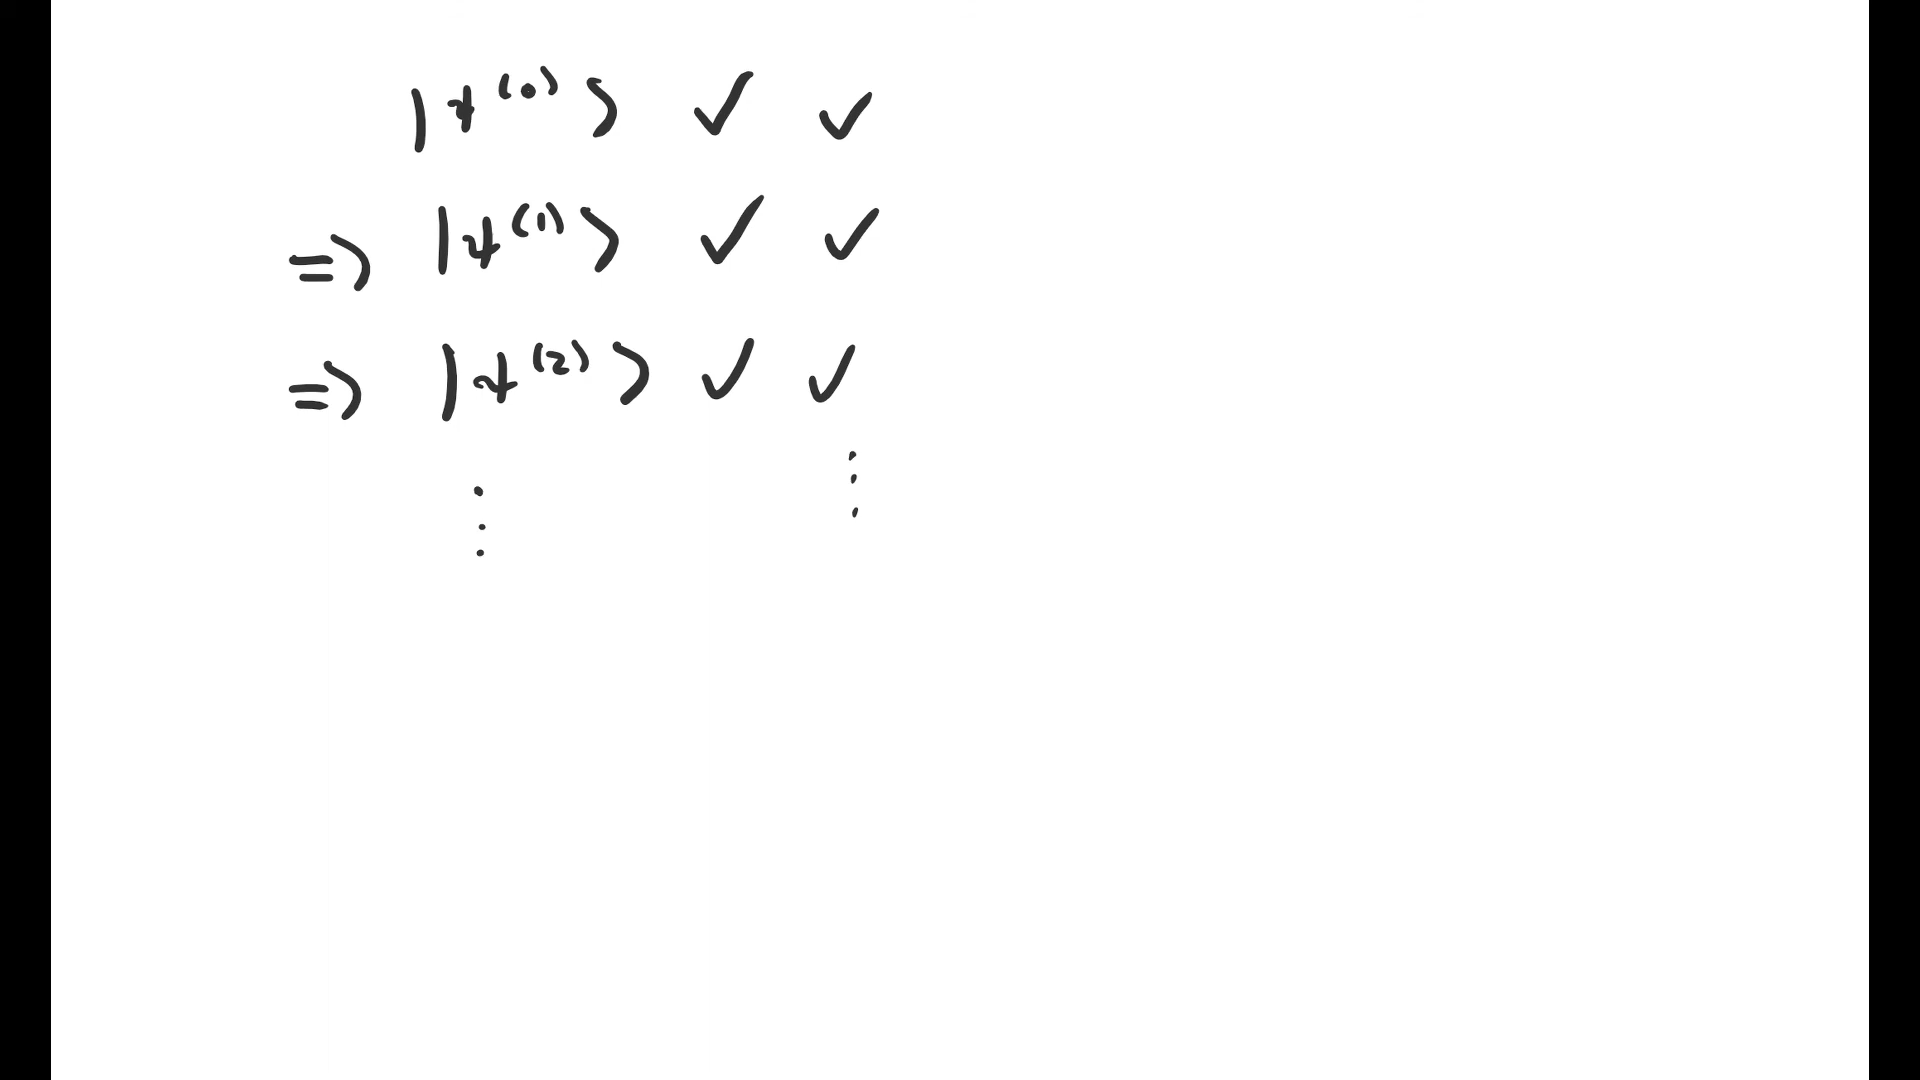 |ψ⁽⁰⁾⟩ ✓ ✓
=> |ψ⁽¹⁾⟩ ✓ ✓
=> |ψ⁽²⁾⟩ ✓ ✓
⋮ ⋮